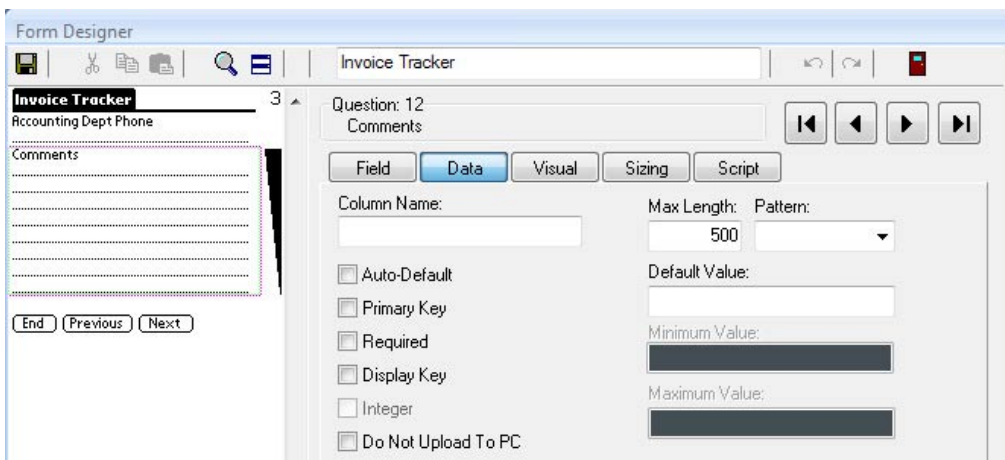 Form Designer
Invoice Tracker
Invoice Tracker 3
Accounting Dept Phone
Comments
End Previous Next
Question: 12
Comments
Field Data Visual Sizing Script
Column Name:
Max Length: Pattern:
500
Auto-Default
Default Value:
Primary Key
Required
Minimum Value:
Display Key
Integer
Maximum Value:
Do Not Upload To PC